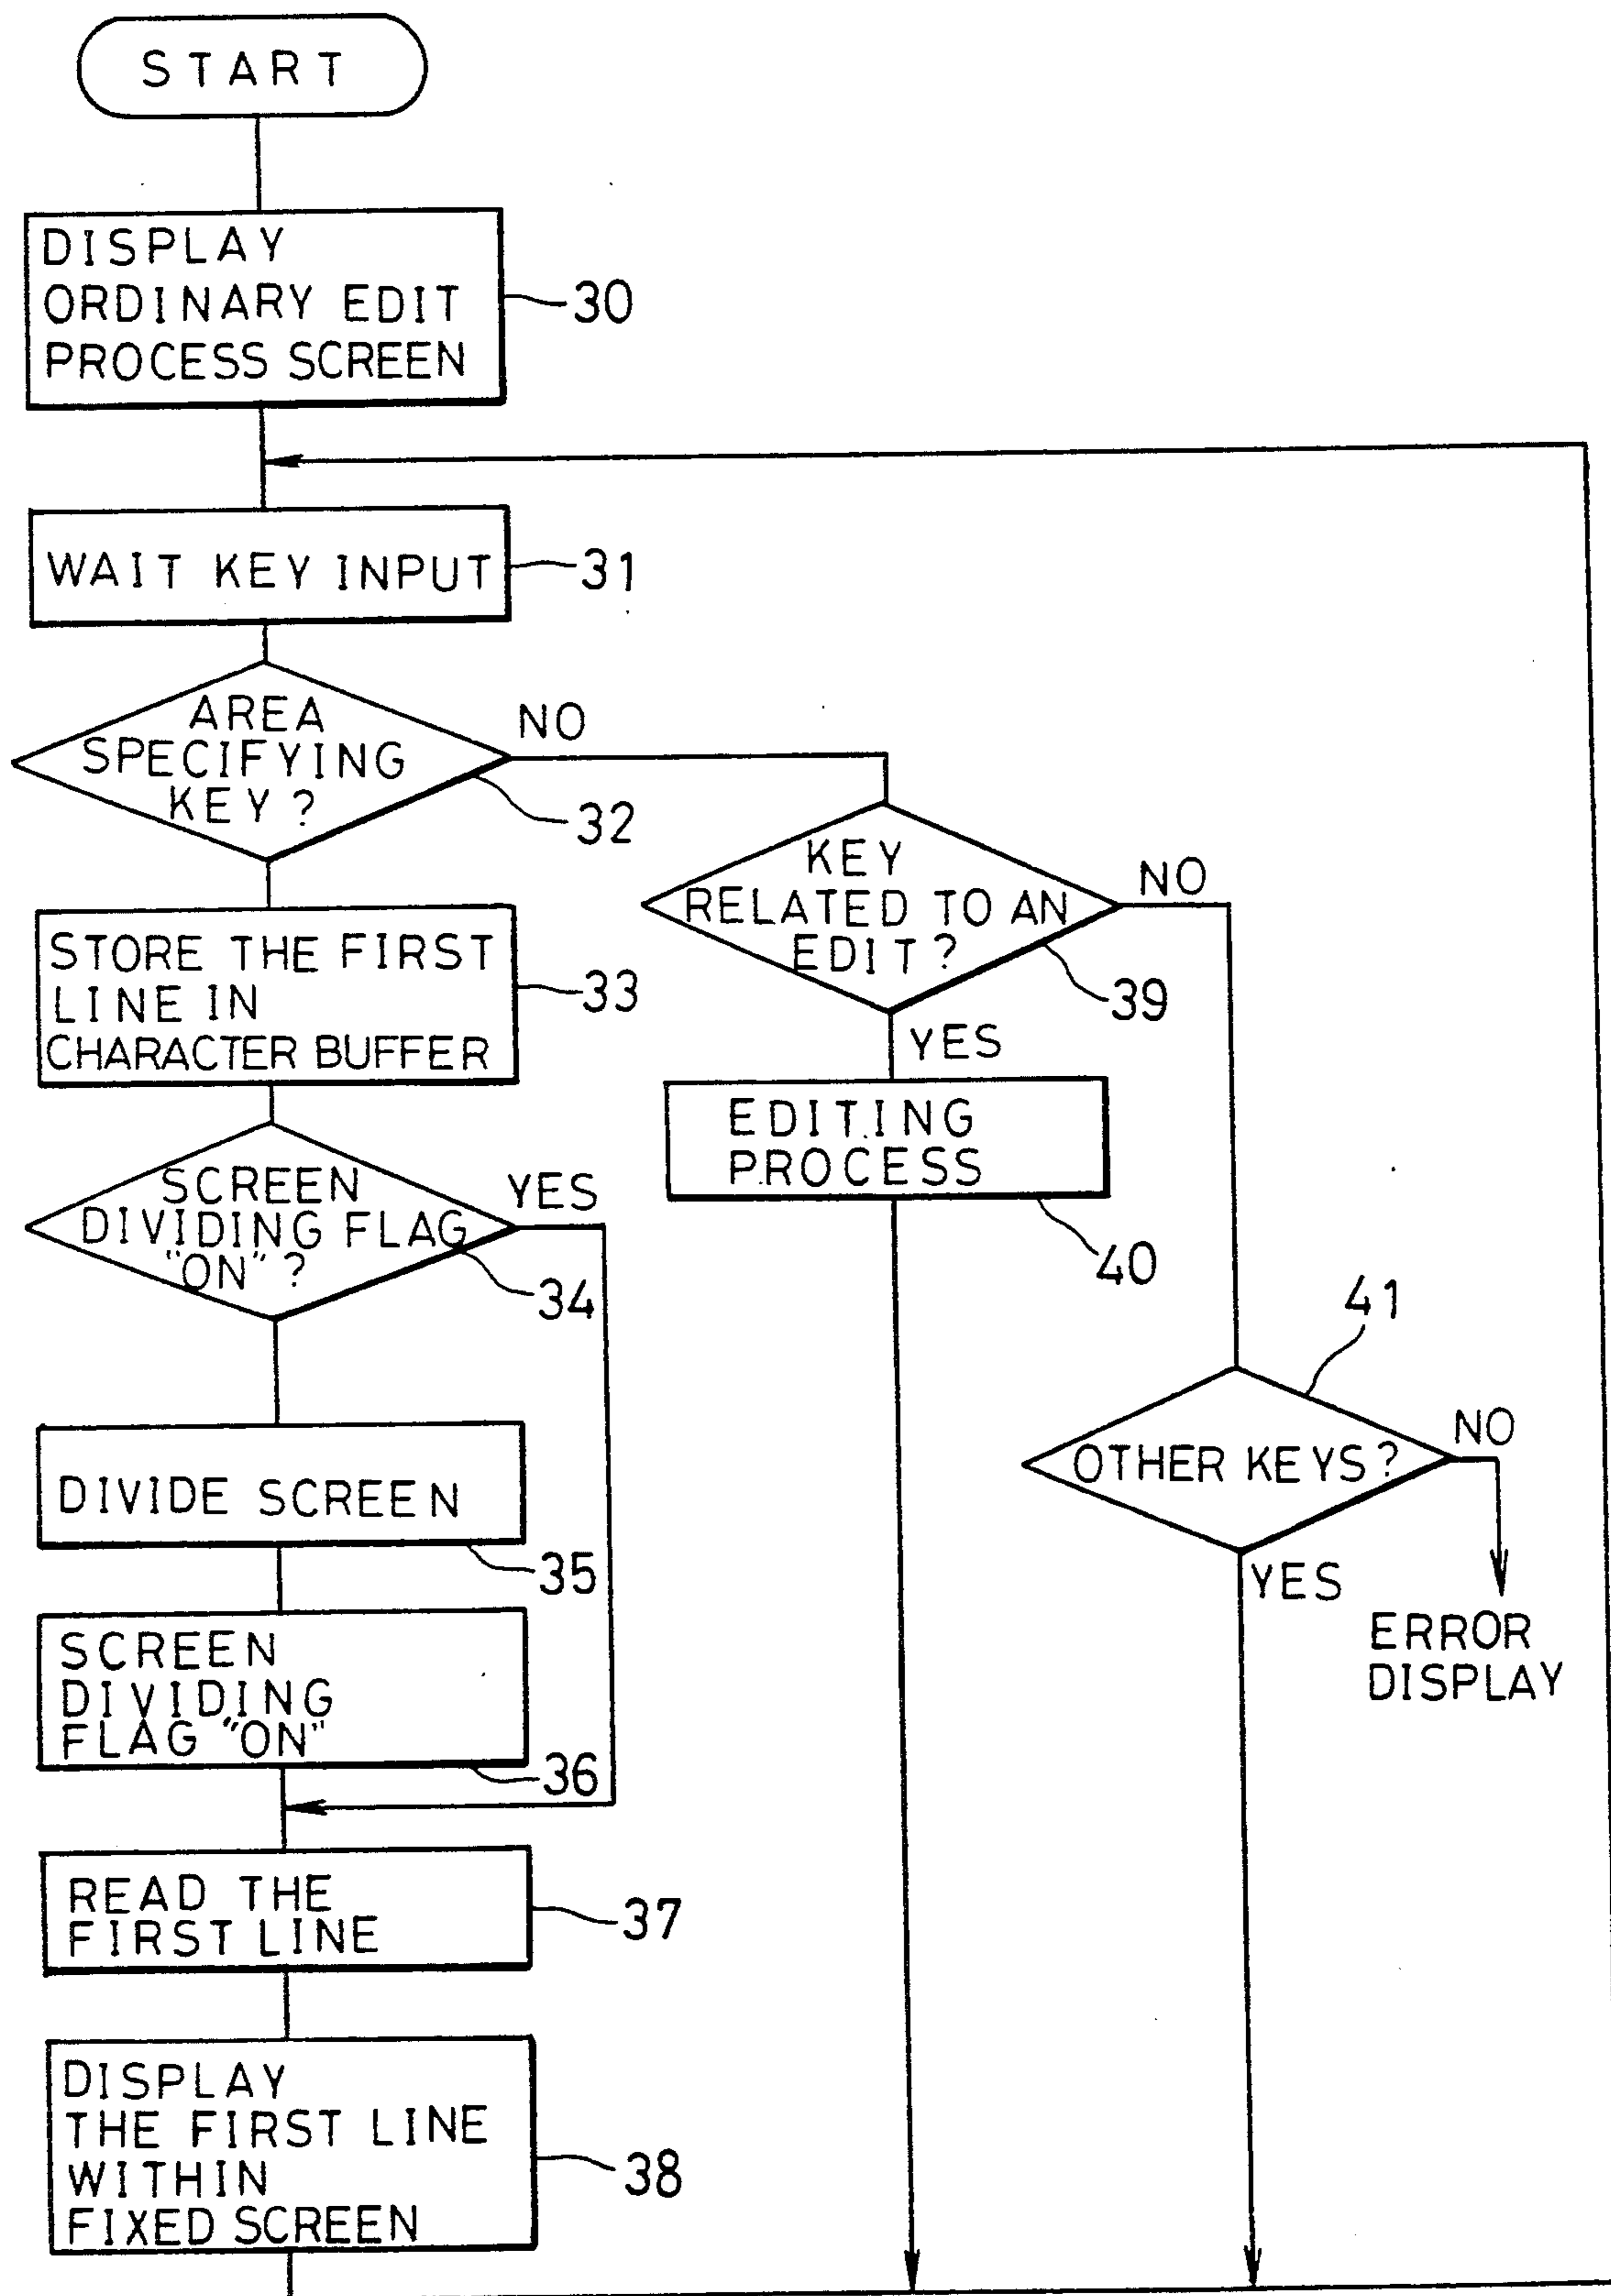 START
DISPLAY
ORDINARY EDIT
PROCESS SCREEN
30
WAIT KEY INPUT
31
AREA
SPECIFYING
KEY?
NO
32
STORE THE FIRST
LINE IN
CHARACTER BUFFER
33
SCREEN
DIVIDING FLAG
"ON"?
YES
34
DIVIDE SCREEN
35
SCREEN
DIVIDING
FLAG "ON"
36
READ THE
FIRST LINE
37
DISPLAY
THE FIRST LINE
WITHIN
FIXED SCREEN
38
KEY
RELATED TO AN
EDIT?
NO
39
YES
EDITING
PROCESS
40
41
OTHER KEYS?
NO
YES
ERROR
DISPLAY